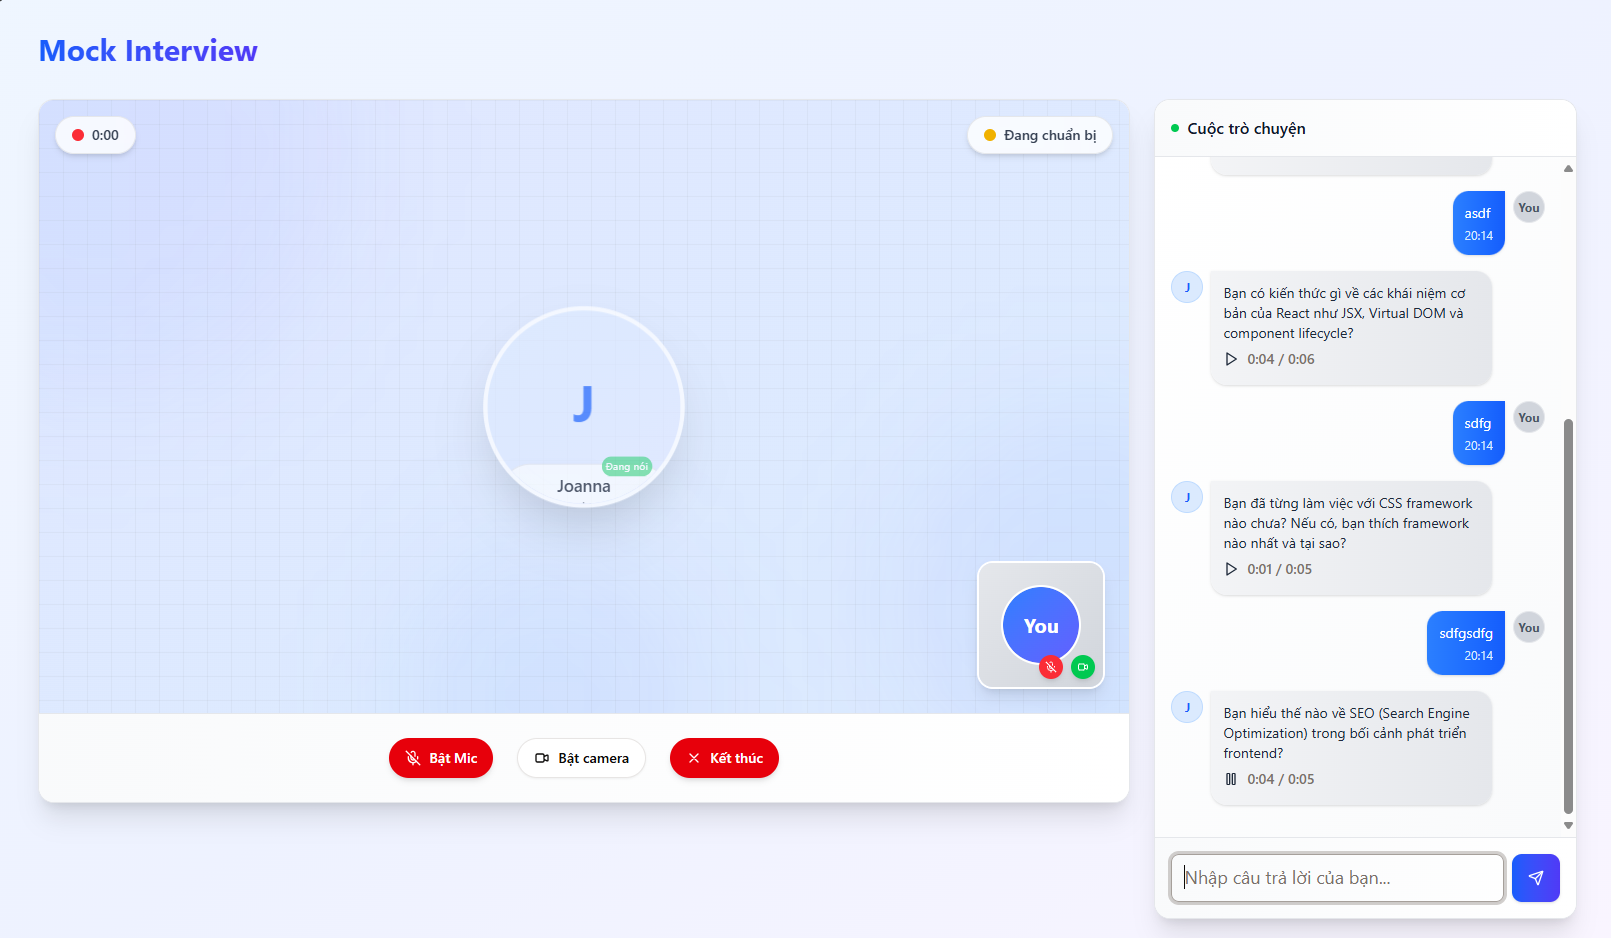 Mock Interview
0:00
Đang chuẩn bị
J
Đang nói
Joanna
You
Bật Mic
Bật camera
Kết thúc
Cuộc trò chuyện
asdf
20:14
You
J
Bạn có kiến thức gì về các khái niệm cơ
bản của React như JSX, Virtual DOM và
component lifecycle?
0:04 / 0:06
sdfg
20:14
You
J
Bạn đã từng làm việc với CSS framework
nào chưa? Nếu có, bạn thích framework
nào nhất và tại sao?
0:01 / 0:05
sdfgsdfg
20:14
You
J
Bạn hiểu thế nào về SEO (Search Engine
Optimization) trong bối cảnh phát triển
frontend?
0:04 / 0:05
Nhập câu trả lời của bạn...